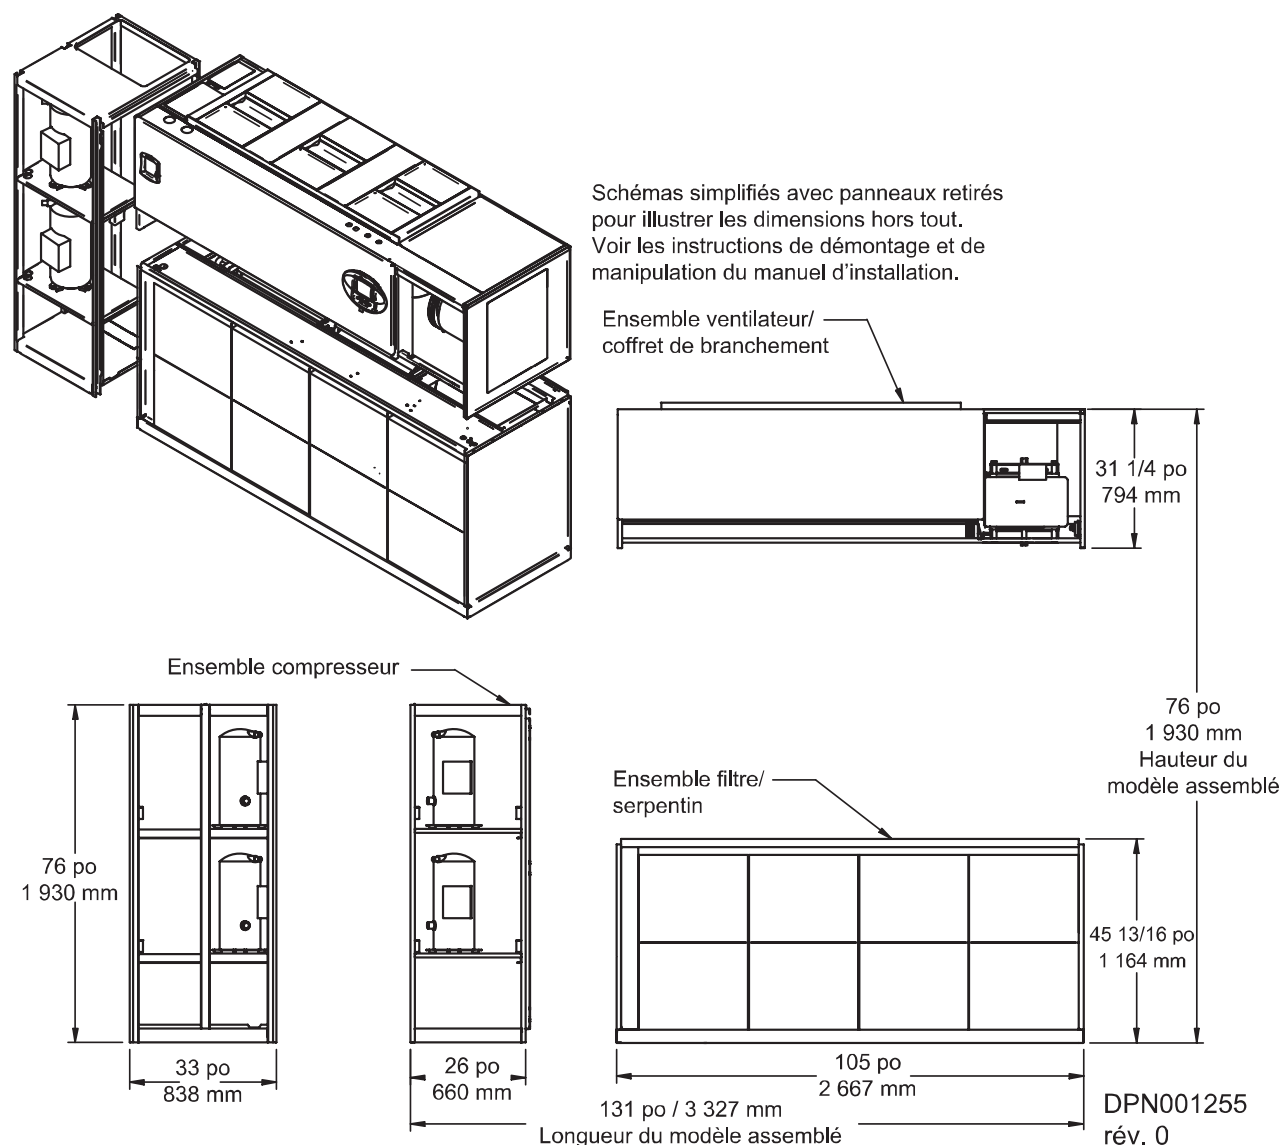 Schémas simplifiés avec panneaux retirés
pour illustrer les dimensions hors tout.
Voir les instructions de démontage et de
manipulation du manuel d'installation.
Ensemble ventilateur/
coffret de branchement
31 1/4 po
794 mm
Ensemble compresseur
76 po
1 930 mm
Hauteur du
modèle assemblé
Ensemble filtre/
serpentin
76 po
1 930 mm
45 13/16 po
1 164 mm
33 po
838 mm
26 po
660 mm
105 po
2 667 mm
131 po / 3 327 mm
Longueur du modèle assemblé
DPN001255
rév. 0